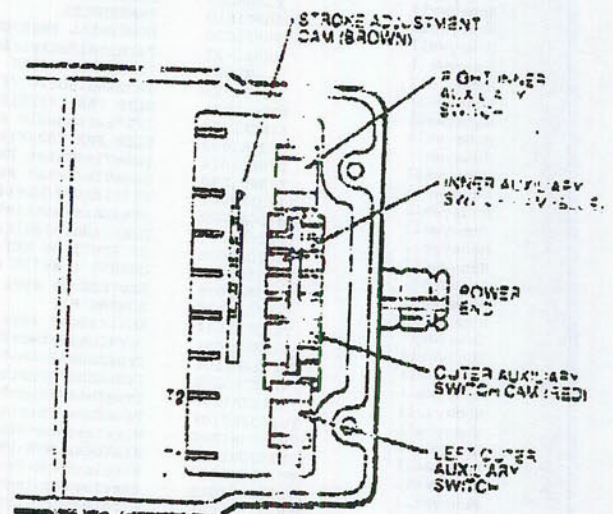 STROKE ADJUSTMENT
CAM (BROWN)
RIGHT INNER
AUXILIARY
SWITCH
INNER AUXILIARY
POWER
END
OUTER AUXILIARY
SWITCH CAM (RED)
T2
LEFT OUTER
AUXILIARY
SWITCH